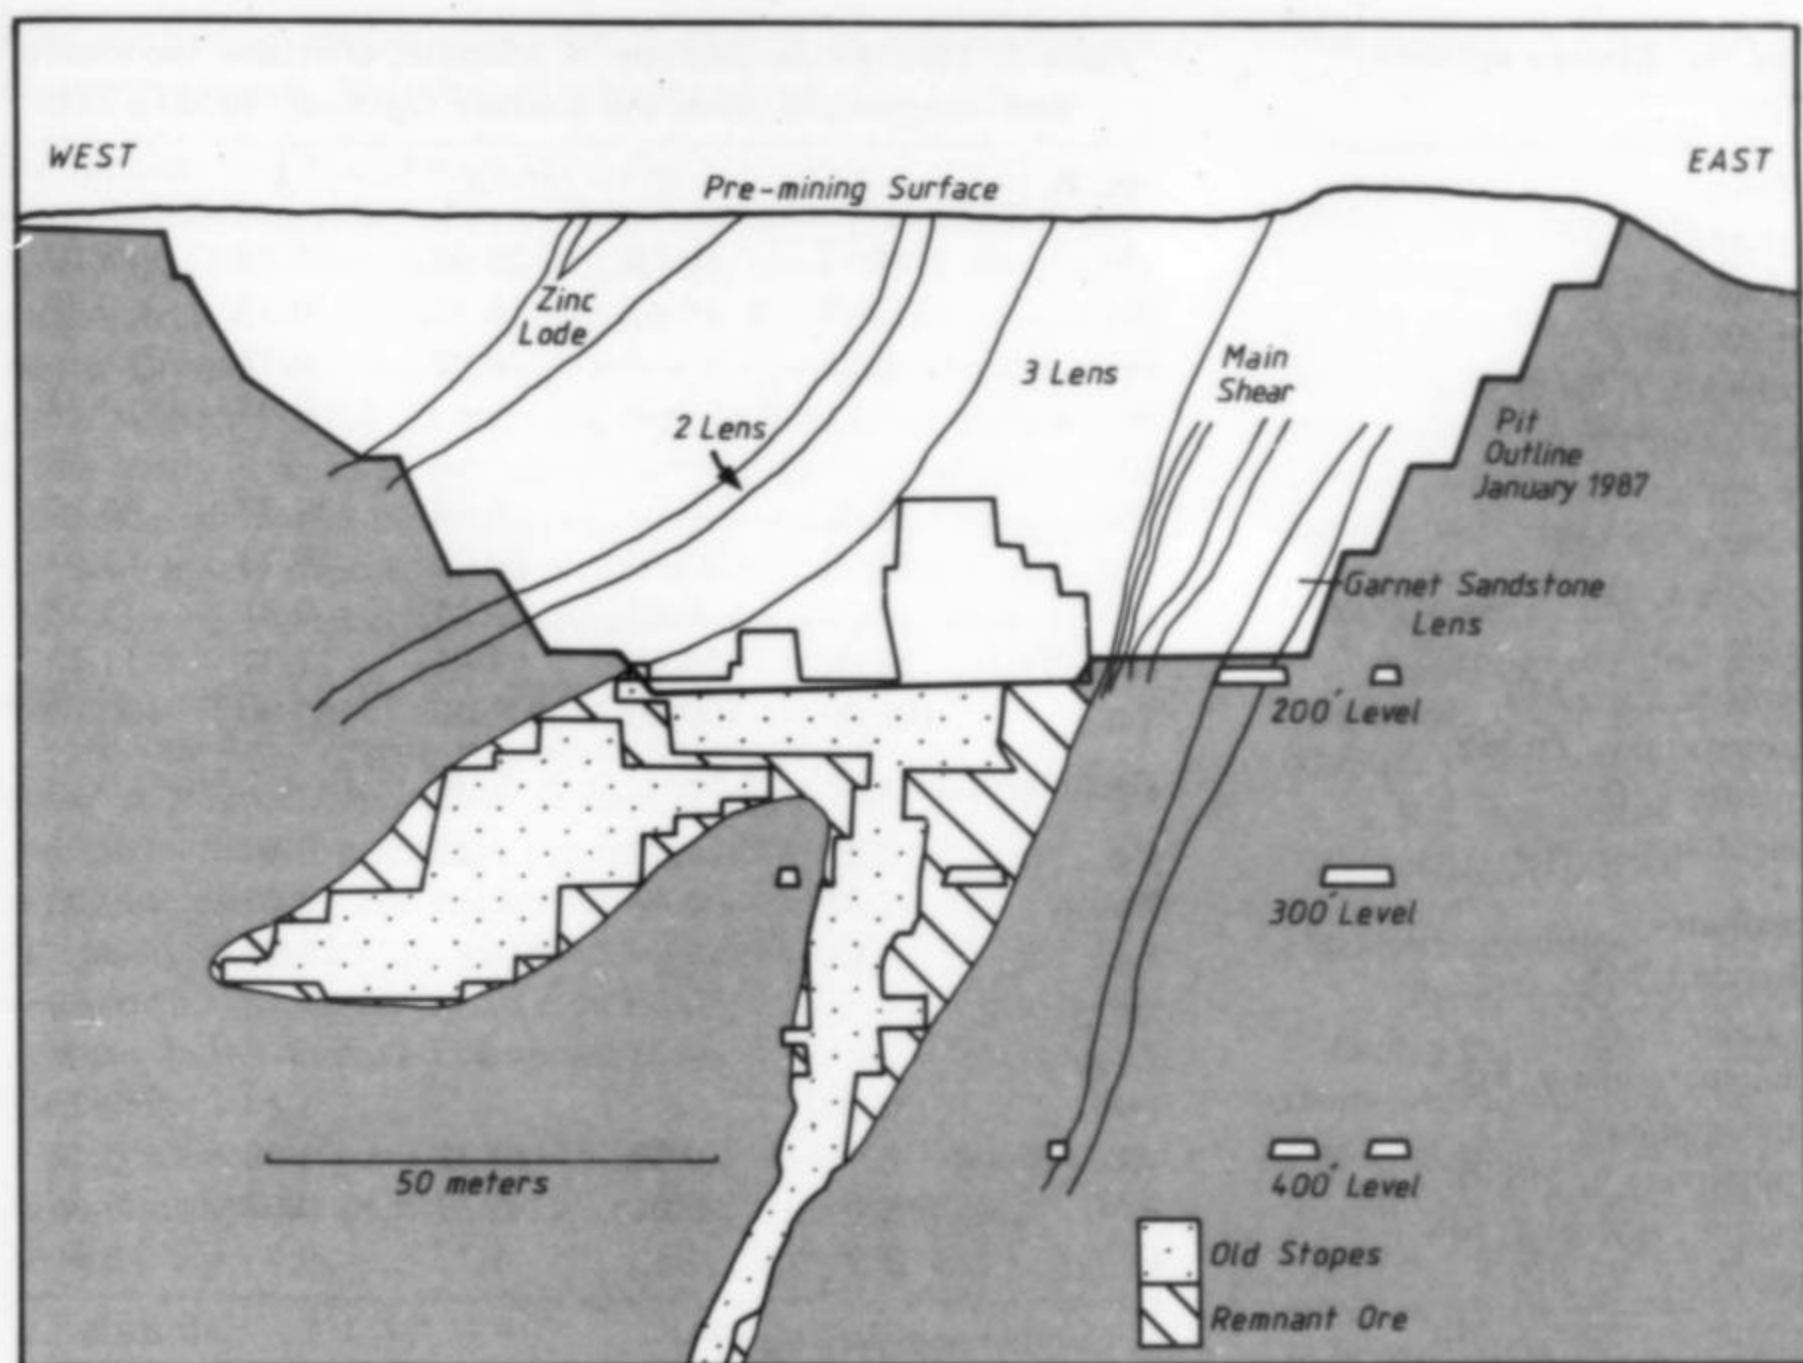 WEST
EAST
Pre-mining Surface
Zinc
Lode
3 Lens
Main
Shear
2 Lens
Pit
Outline
January 1987
Garnet Sandstone
Lens
200' Level
300' Level
50 meters
400' Level
Old Stopes
Remnant Ore